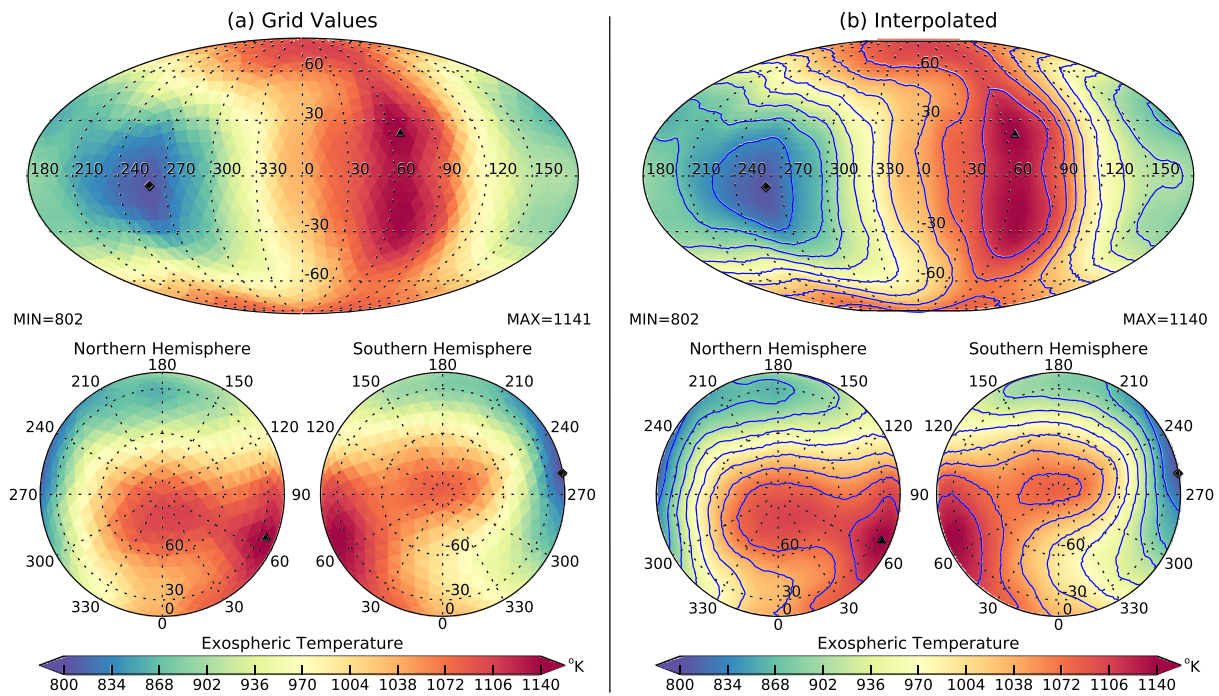 (a) Grid Values
60
30
180 210 240 270 300 330 0 30 60 90 120 150
-30
-60
MIN=802 MAX=1141
Northern Hemisphere Southern Hemisphere
180 180
210 150 150 210
240 120 120 240
270 90 270
60 -60
300 60 60 300
30 -30
330 0 30 30 0 330
0 0
Exospheric Temperature
800 834 868 902 936 970 1004 1038 1072 1106 1140 °K
(b) Interpolated
60
30
180 210 240 270 300 330 0 30 60 90 120 150
-30
-60
MIN=802 MAX=1140
Northern Hemisphere Southern Hemisphere
180 180
210 150 150 210
240 120 120 240
270 90 270
60 -60
300 60 60 300
30 -30
330 0 30 30 0 330
0 0
Exospheric Temperature
800 834 868 902 936 970 1004 1038 1072 1106 1140 °K